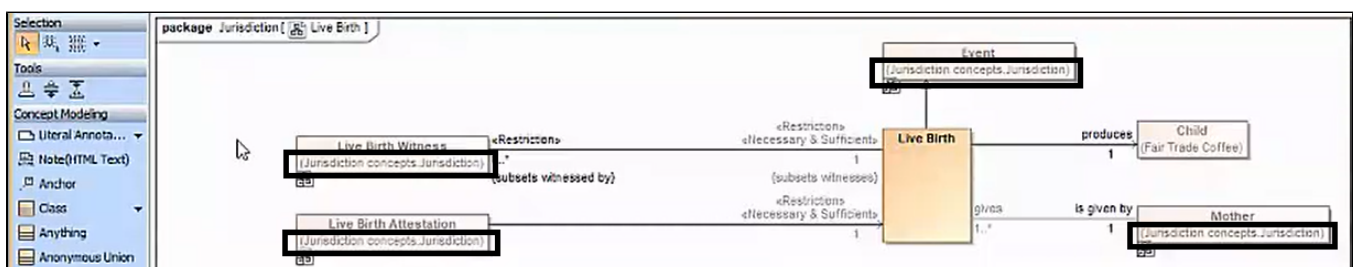 Selection
Tools
Concept Modeling
Literal Annota...
Note(HTML Text)
Anchor
Class
Anything
Anonymous Union
package Jurisdiction[ Live Birth ]
Event
(Jurisdiction concepts.Jurisdiction)
Live Birth Witness
(Jurisdiction concepts.Jurisdiction)
«Restriction»
1..*
{subsets witnessed by}
«Restriction»
«Necessary & Sufficient»
1
{subsets witnesses}
Live Birth
produces
1
Child
(Fair Trade Coffee)
Live Birth Attestation
(Jurisdiction concepts.Jurisdiction)
«Restriction»
«Necessary & Sufficient»
1
gives
1..*
is given by
1
Mother
(Jurisdiction concepts.Jurisdiction)